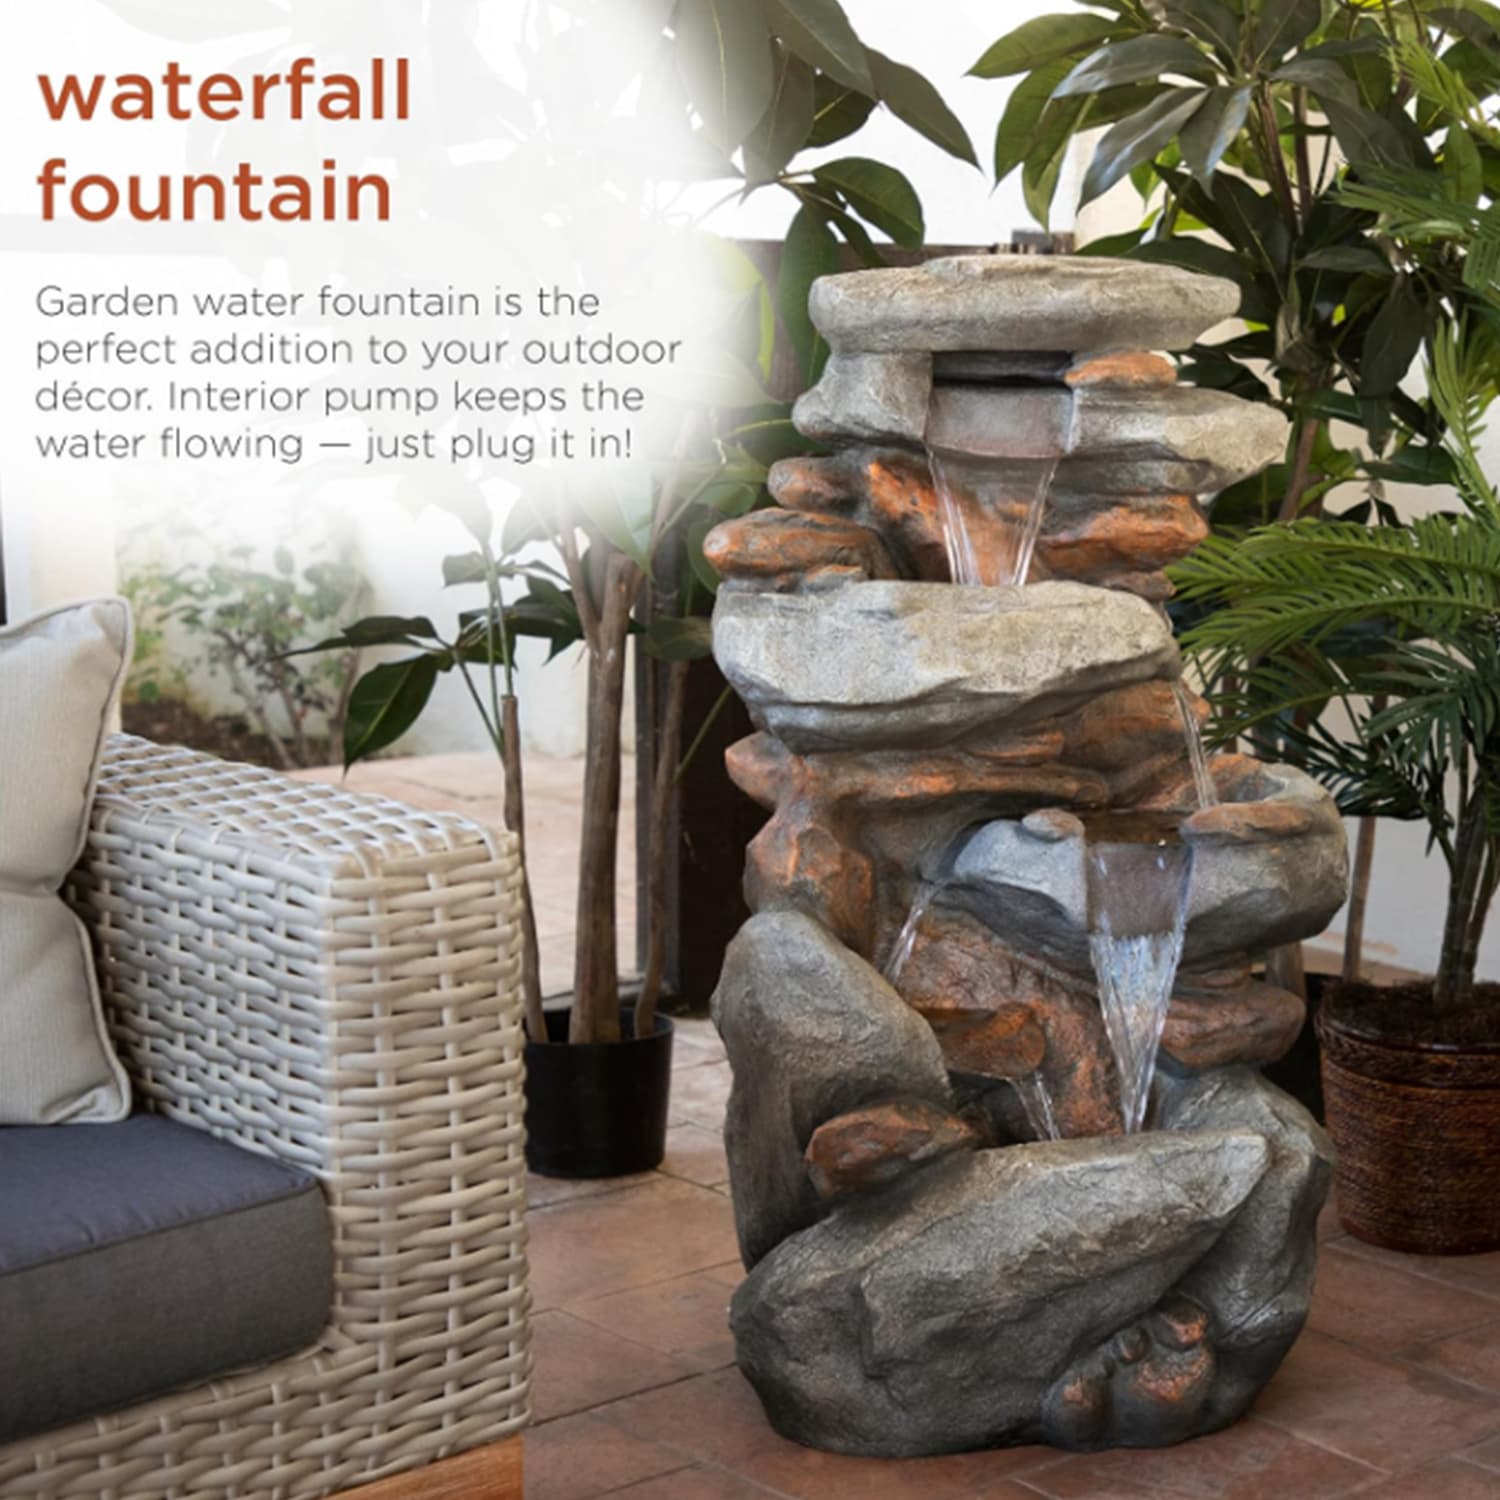 waterfall
fountain
Garden water fountain is the
perfect addition to your outdoor
décor. Interior pump keeps the
water flowing — just plug it in!